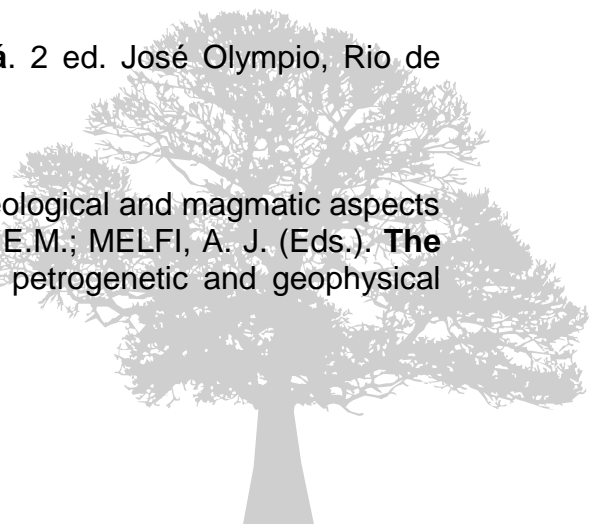 á. 2 ed. José Olympio, Rio de
eological and magmatic aspects
E.M.; MELFI, A. J. (Eds.). The
petrogenetic and geophysical